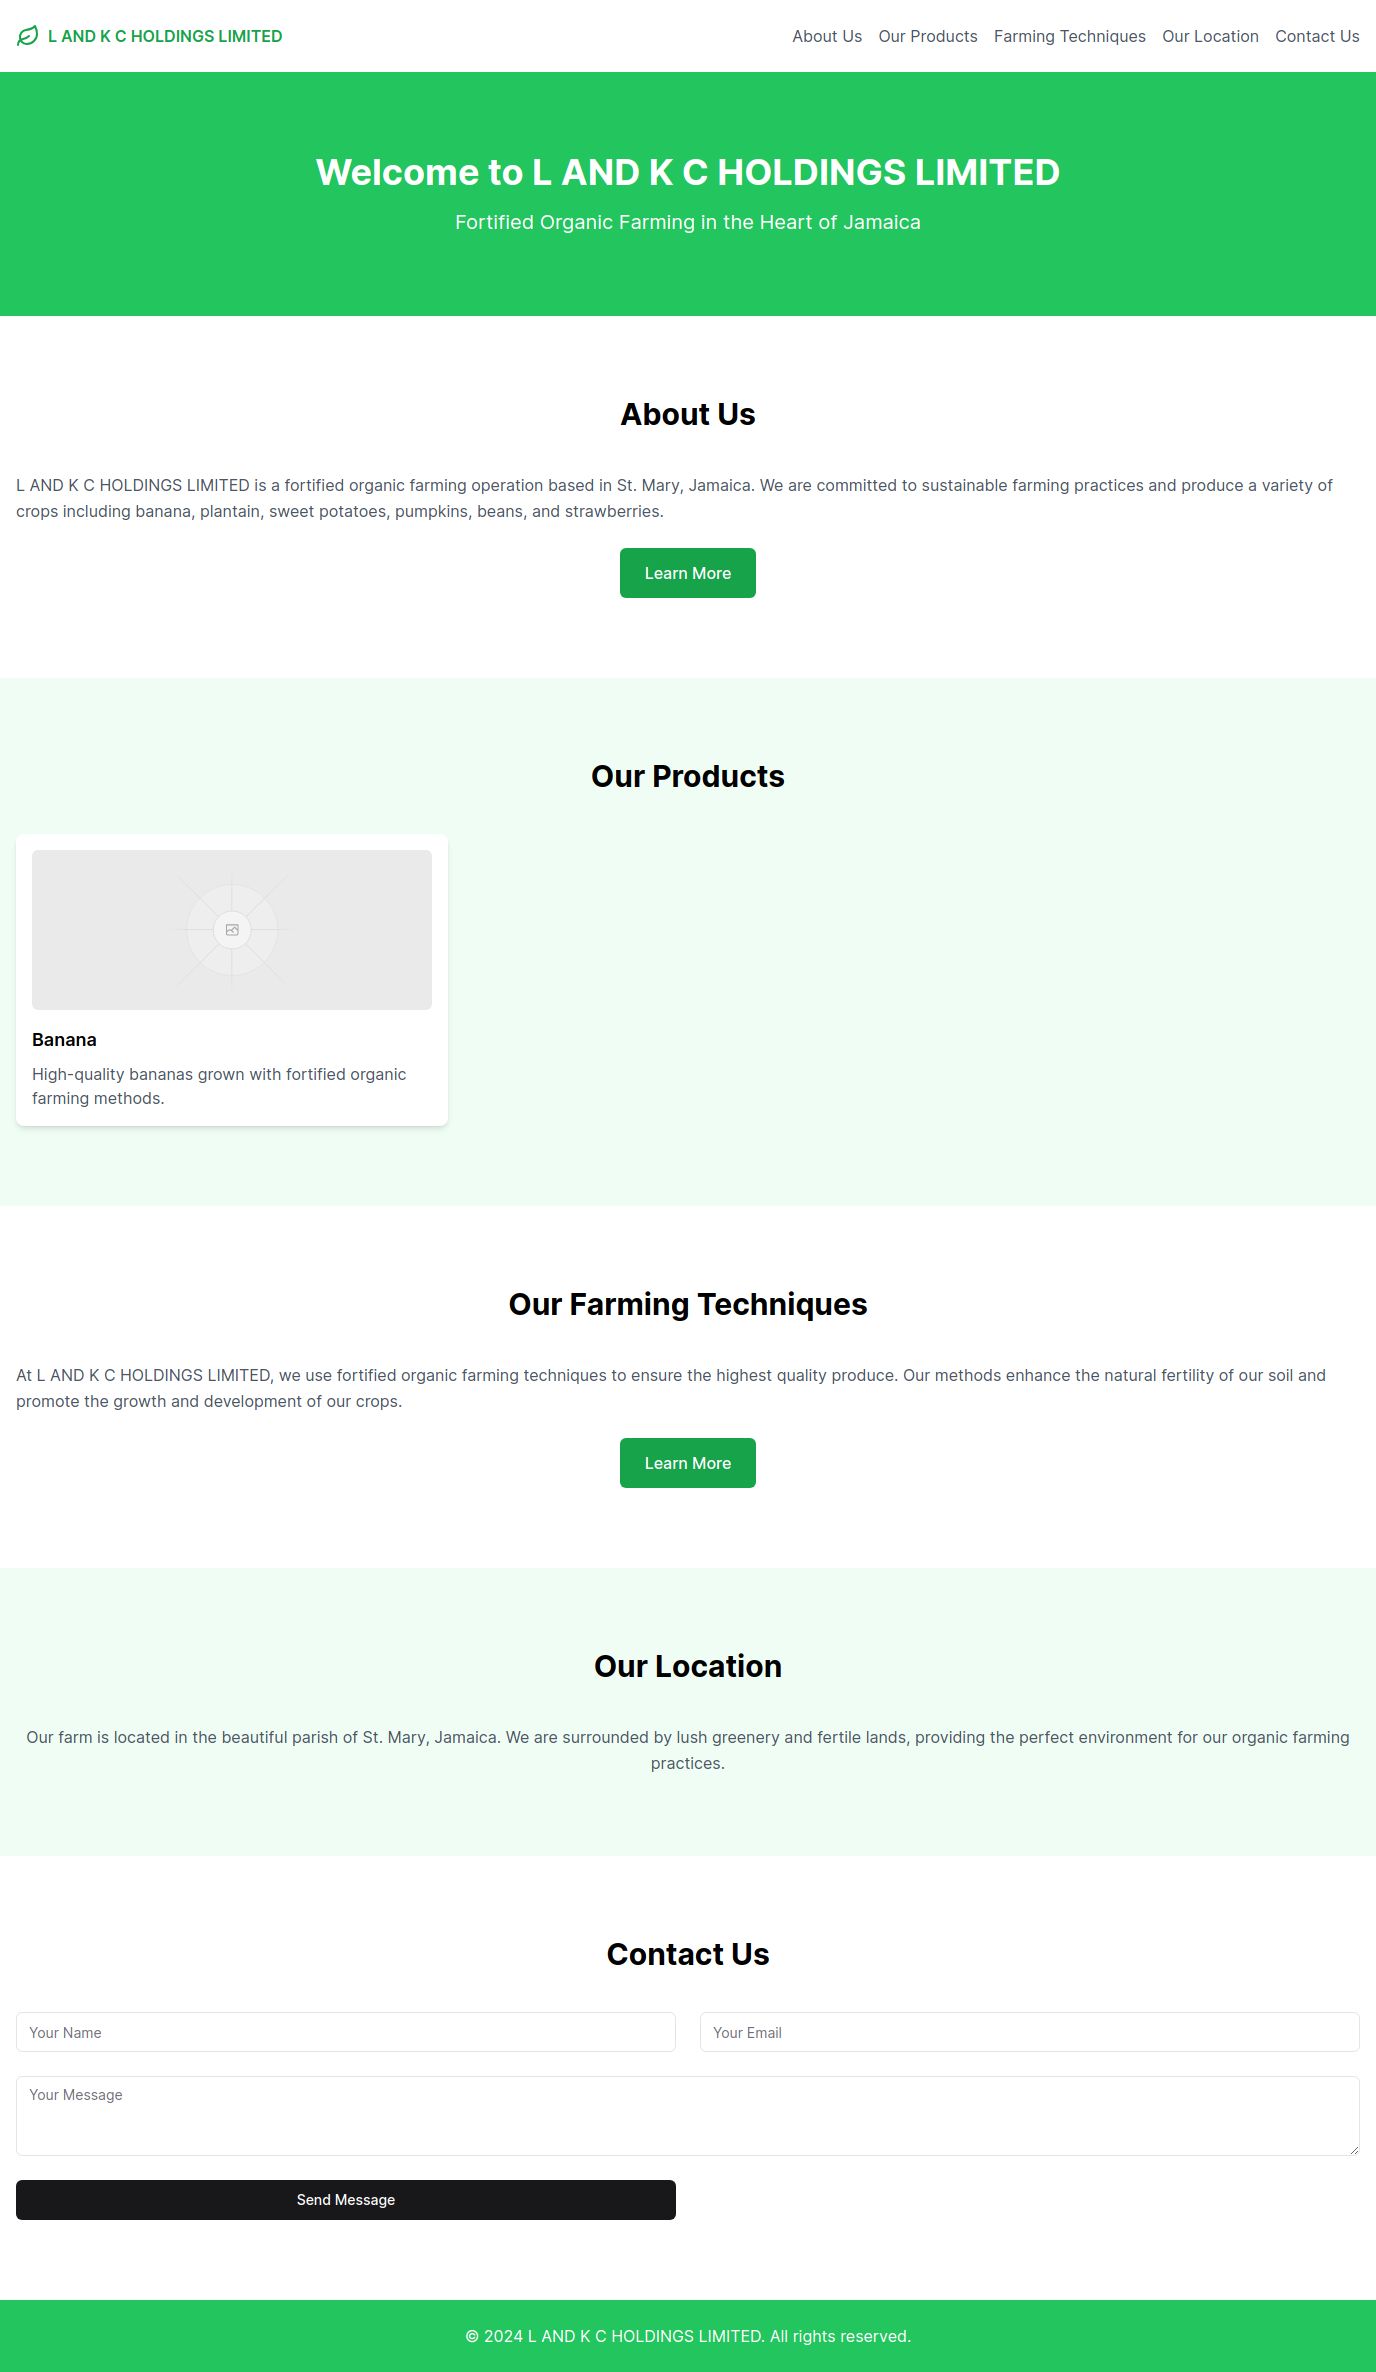 L AND K C HOLDINGS LIMITED
About Us Our Products Farming Techniques Our Location Contact Us
Welcome to L AND K C HOLDINGS LIMITED
Fortified Organic Farming in the Heart of Jamaica
About Us
L AND K C HOLDINGS LIMITED is a fortified organic farming operation based in St. Mary, Jamaica. We are committed to sustainable farming practices and produce a variety of
crops including banana, plantain, sweet potatoes, pumpkins, beans, and strawberries.
Learn More
Our Products
Banana
High-quality bananas grown with fortified organic
farming methods.
Our Farming Techniques
At L AND K C HOLDINGS LIMITED, we use fortified organic farming techniques to ensure the highest quality produce. Our methods enhance the natural fertility of our soil and
promote the growth and development of our crops.
Learn More
Our Location
Our farm is located in the beautiful parish of St. Mary, Jamaica. We are surrounded by lush greenery and fertile lands, providing the perfect environment for our organic farming
practices.
Contact Us
Your Name
Your Email
Your Message
Send Message
© 2024 L AND K C HOLDINGS LIMITED. All rights reserved.